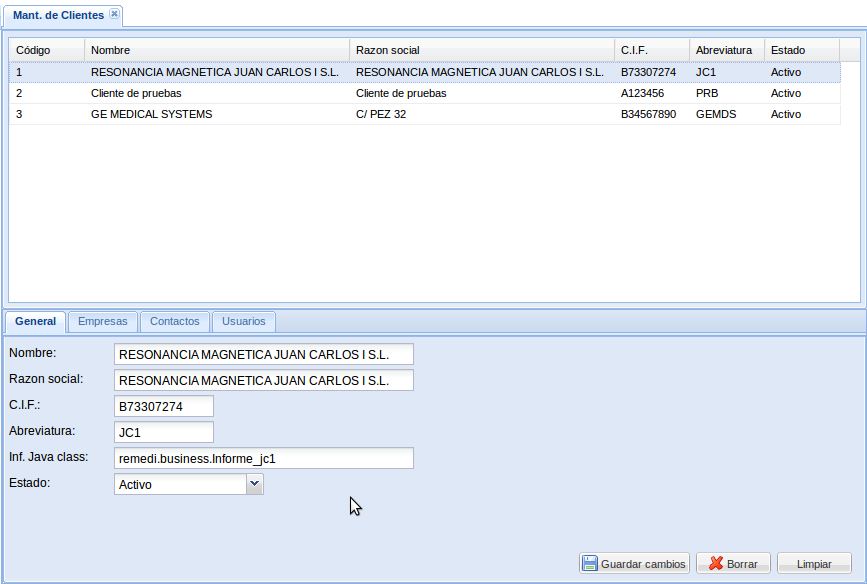 Mant. de Clientes
Código Nombre Razon social C.I.F. Abreviatura Estado
1 RESONANCIA MAGNETICA JUAN CARLOS I S.L. RESONANCIA MAGNETICA JUAN CARLOS I S.L. B73307274 JC1 Activo
2 Cliente de pruebas Cliente de pruebas A123456 PRB Activo
3 GE MEDICAL SYSTEMS C/ PEZ 32 B34567890 GEMDS Activo
General Empresas Contactos Usuarios
Nombre: RESONANCIA MAGNETICA JUAN CARLOS I S.L.
Razon social: RESONANCIA MAGNETICA JUAN CARLOS I S.L.
C.I.F.: B73307274
Abreviatura: JC1
Inf. Java class: remedi.business.Informe_jc1
Estado: Activo
Guardar cambios Borrar Limpiar